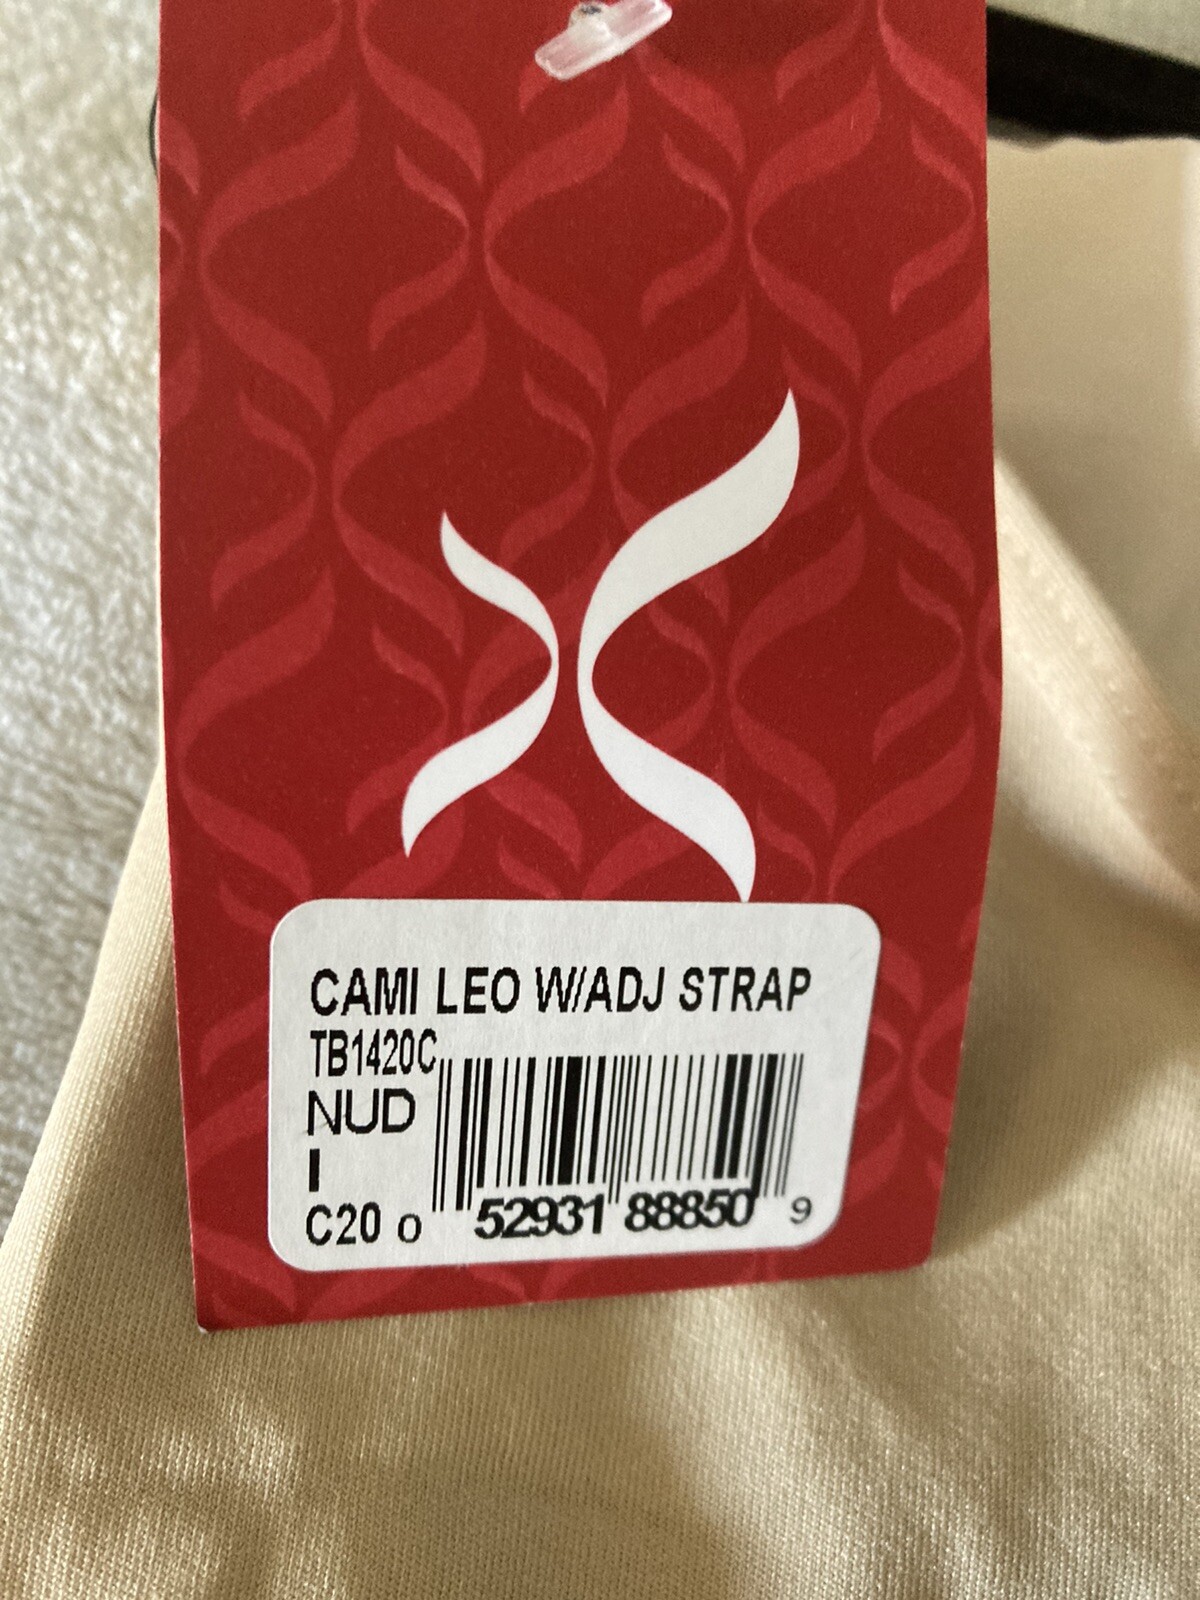 CAMI LEO W/ADJ STRAP
TB1420C
NUD
I
C20
0 52931 88850 9